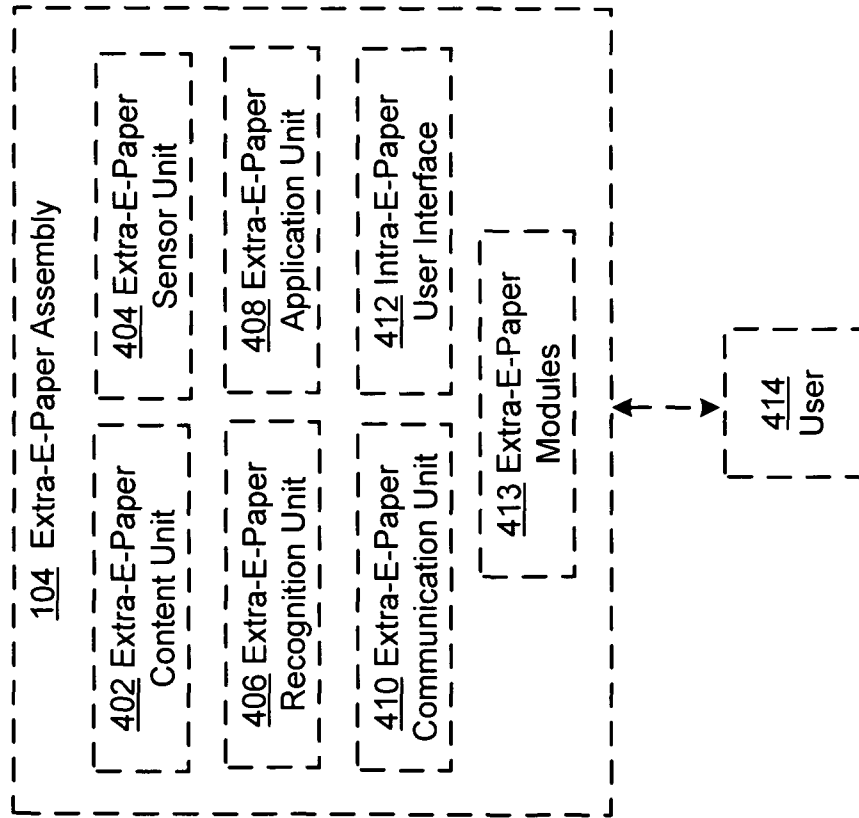 104 Extra-E-Paper Assembly
402 Extra-E-Paper
Content Unit
404 Extra-E-Paper
Sensor Unit
406 Extra-E-Paper
Recognition Unit
408 Extra-E-Paper
Application Unit
410 Extra-E-Paper
Communication Unit
412 Intra-E-Paper
User Interface
413 Extra-E-Paper
Modules
414
User